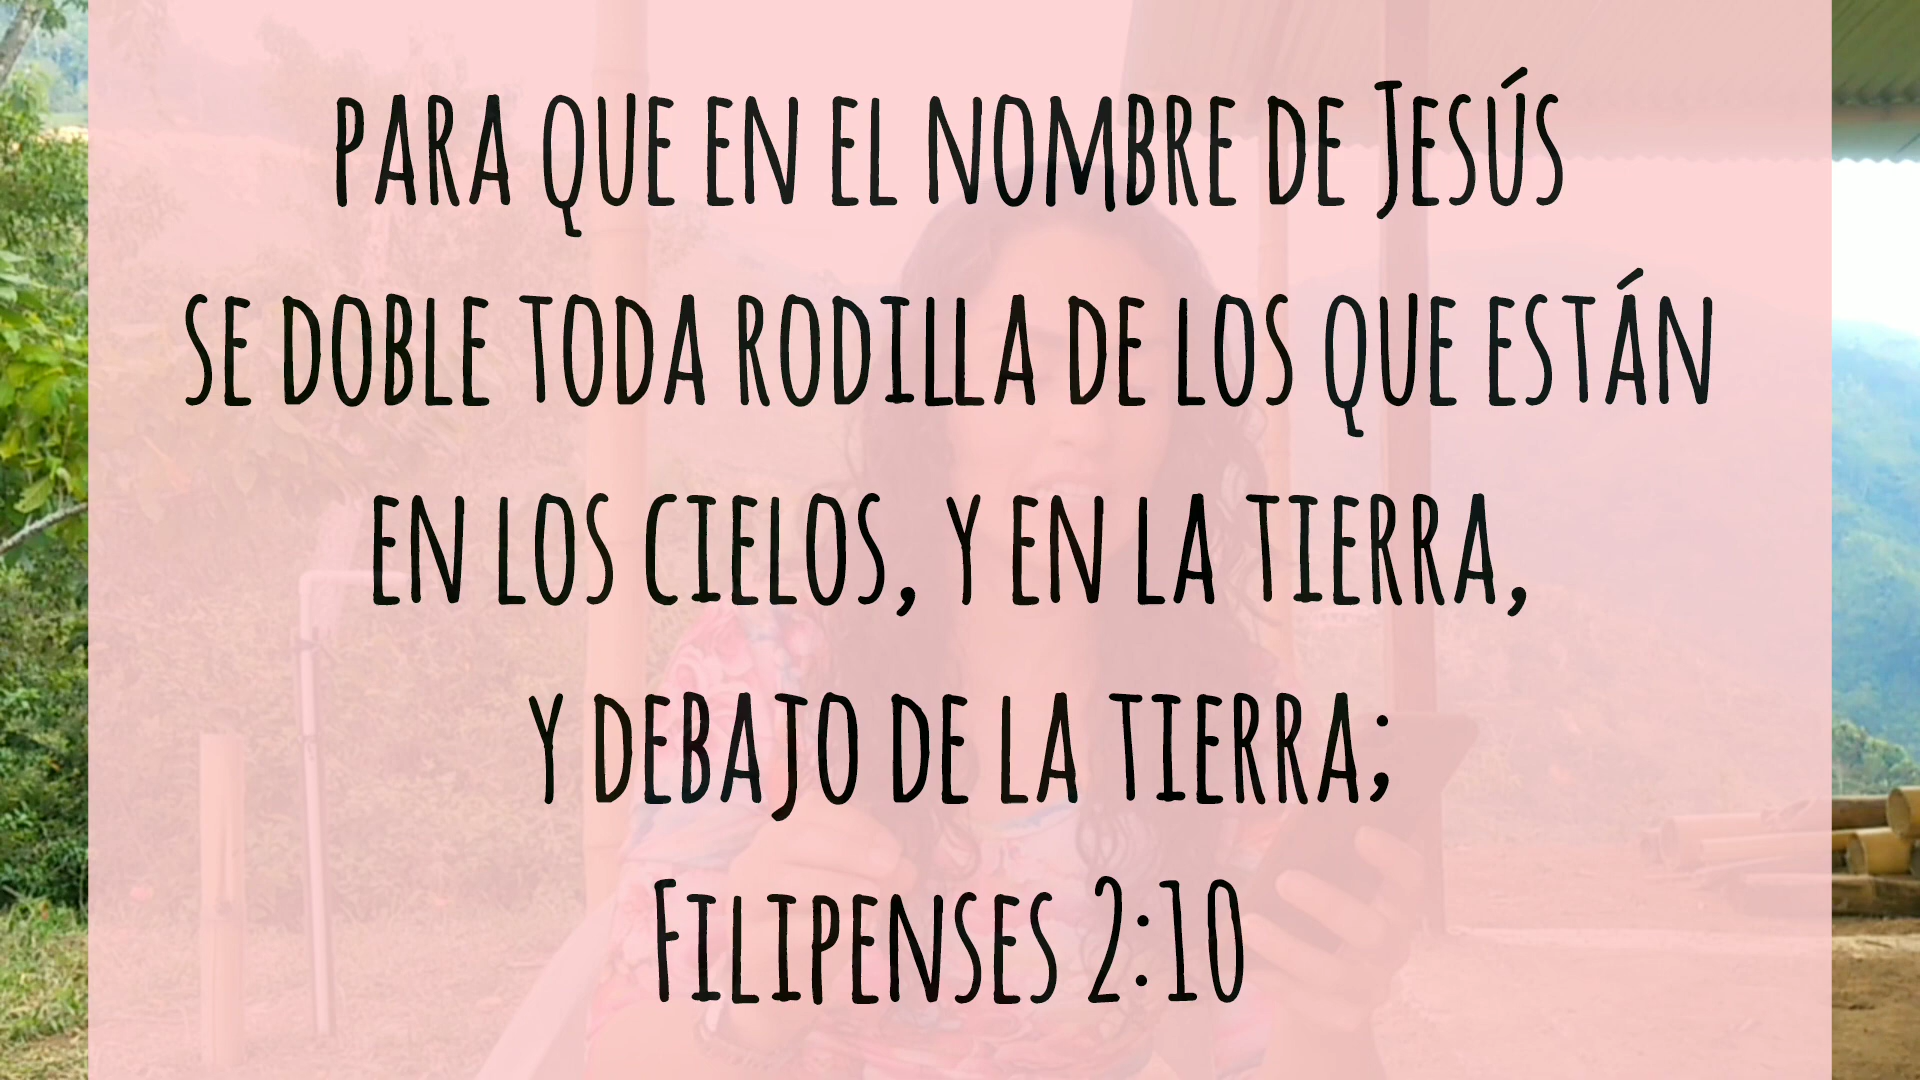 para que en el nombre de Jesús
se doble toda rodilla de los que están
en los cielos, y en la tierra,
y debajo de la tierra;
Filipenses 2:10